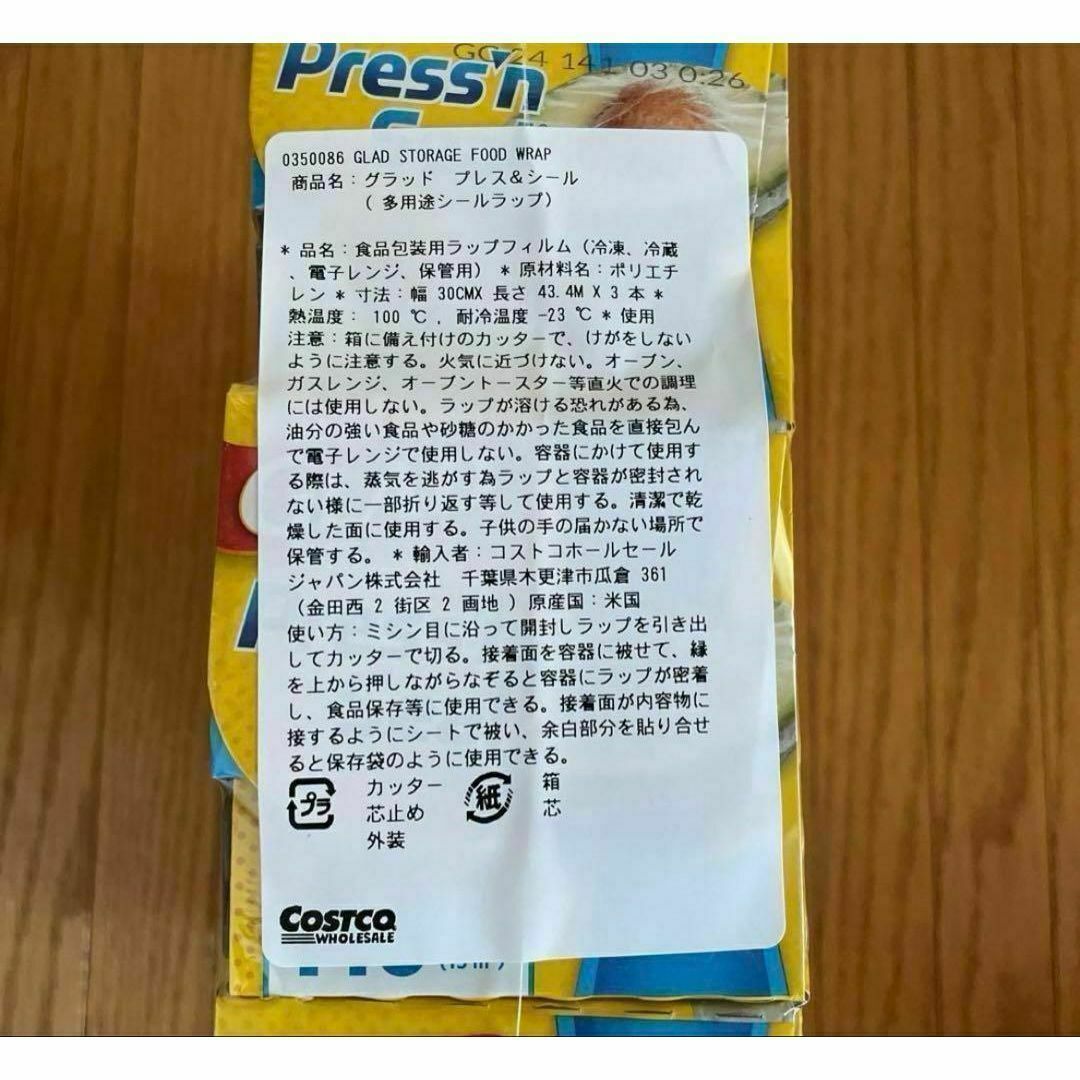 Press'n
GG 24 141 03 0:26
0350086 GLAD STORAGE FOOD WRAP
商品名：グラッド　プレス＆シール
（ 多用途シールラップ）
* 品名：食品包装用ラップフィルム（冷凍、冷蔵
、電子レンジ、保管用） * 原材料名：ポリエチ
レン * 寸法：幅 30CMX 長さ 43.4M X 3 本 *
熱温度： 100 ℃ , 耐冷温度 -23 ℃ * 使用
注意：箱に備え付けのカッターで、けがをしない
ように注意する。火気に近づけない。オーブン、
ガスレンジ、オーブントースター等直火での調理
には使用しない。ラップが溶ける恐れがある為、
油分の強い食品や砂糖のかかった食品を直接包ん
で電子レンジで使用しない。容器にかけて使用す
る際は、蒸気を逃がす為ラップと容器が密封され
ない様に一部折り返す等して使用する。清潔で乾
燥した面に使用する。子供の手の届かない場所で
保管する。 * 輸入者：コストコホールセール
ジャパン株式会社　千葉県木更津市瓜倉 361
（金田西 2 街区 2 画地 ）原産国：米国
使い方：ミシン目に沿って開封しラップを引き出
してカッターで切る。接着面を容器に被せて、縁
を上から押しながらなぞると容器にラップが密着
し、食品保存等に使用できる。接着面が内容物に
接するようにシートで被い、余白部分を貼り合せ
ると保存袋のように使用できる。
プラ カッター 紙 箱
芯止め 芯
外装
COSTCO
WHOLESALE